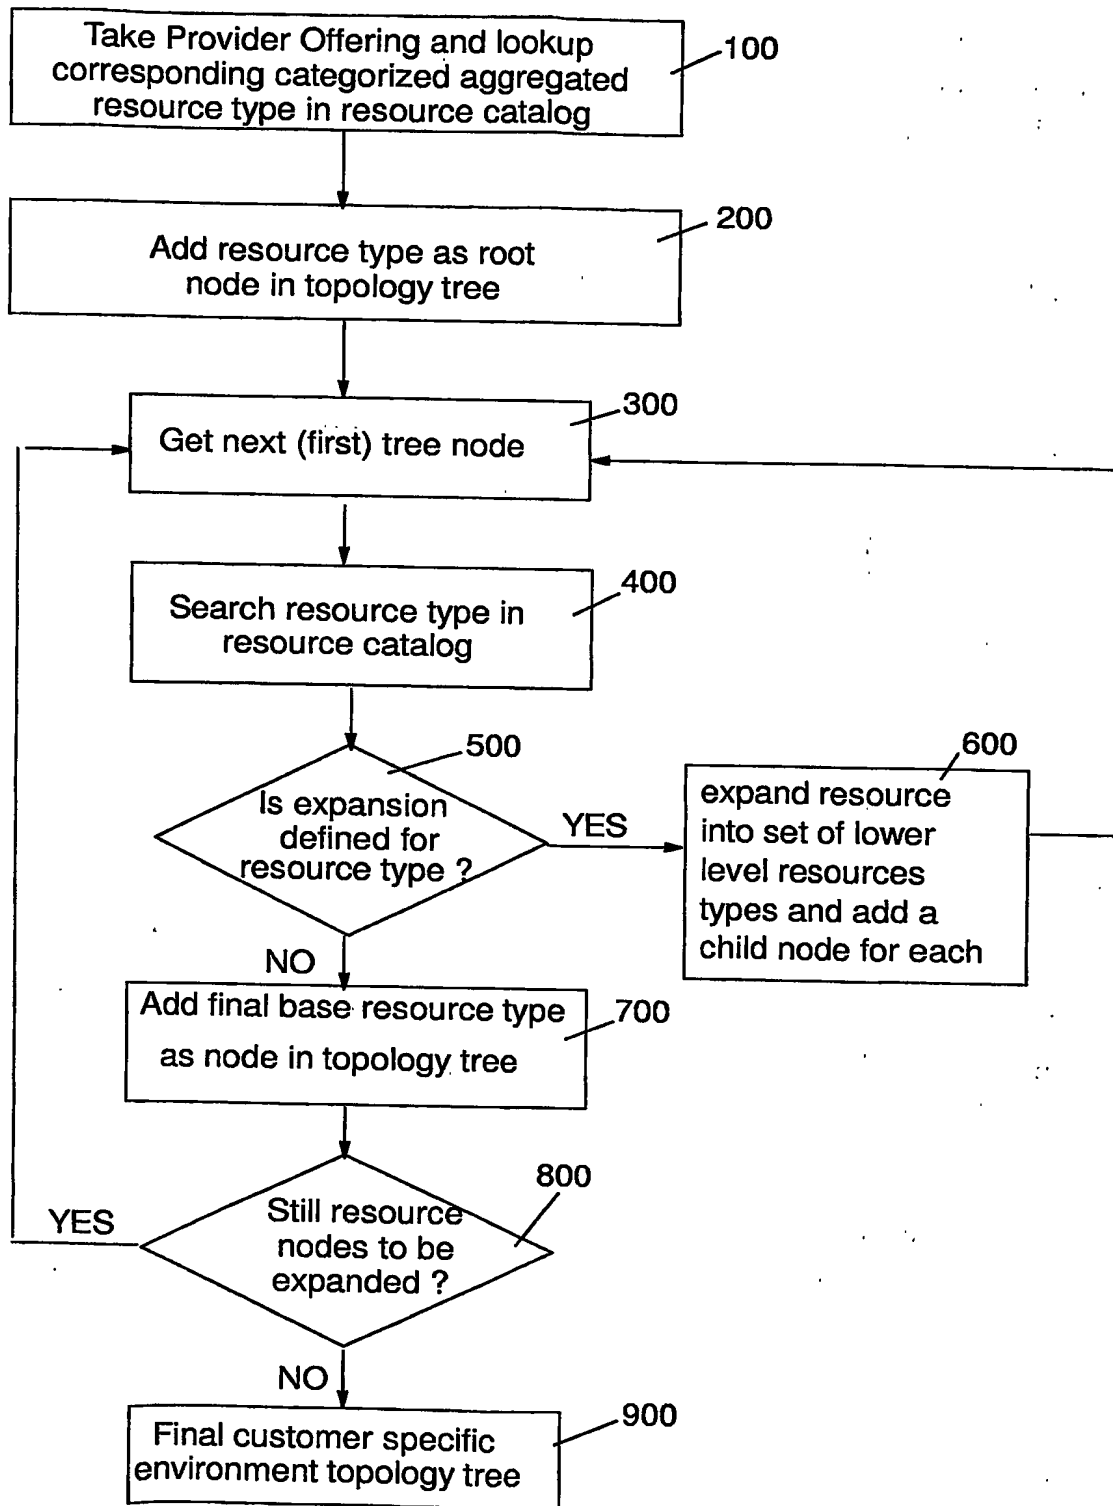 Take Provider Offering and lookup
corresponding categorized aggregated
resource type in resource catalog
100
Add resource type as root
node in topology tree
200
Get next (first) tree node
300
Search resource type in
resource catalog
400
Is expansion
defined for
resource type ?
500
YES
expand resource
into set of lower
level resources
types and add a
child node for each
600
NO
Add final base resource type
as node in topology tree
700
Still resource
nodes to be
expanded ?
800
YES
NO
Final customer specific
environment topology tree
900